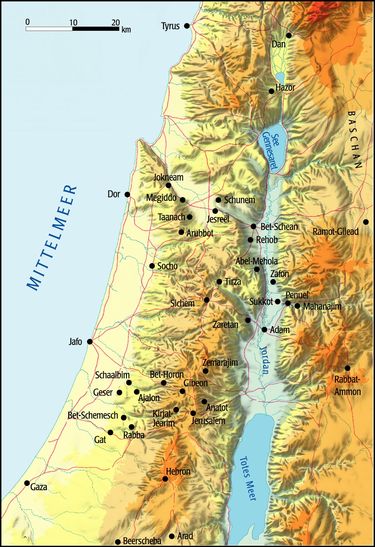 0 10 20
km
Tyrus
Dan
Hazor
See
Gennesaret
BASCHAN
MITTELMEER
Jokneam
Dor
Megiddo
Schunem
Taanach
Jesreel
Arubbot
Bet-Schean
Rehob
Ramot-Gilead
Abel-Mehola
Socho
Tirza
Zafon
Sichem
Sukkot
Penuel
Mahanajim
Zaretan
Adam
Jafo
Jordan
Zemarajim
Rabbat-
Ammon
Schaalbim
Bet-Horon
Geser
Ajalon
Gibeon
Anatot
Bet-Schemesch
Kirjat-
Jearim
Jerusalem
Gat
Rabba
Totes Meer
Hebron
Gaza
Arad
Beerscheba